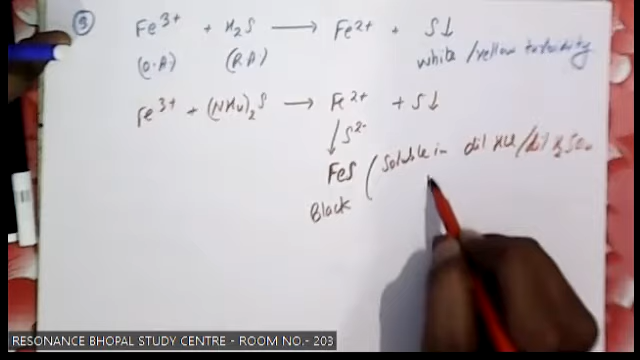 ③ Fe³⁺ + H₂S ⟶ Fe²⁺ + S↓
(O.A) (R.A) white/yellow turbidity
Fe³⁺ + (NH₄)₂S ⟶ Fe²⁺ + S↓
↓ S²⁻
FeS (Soluble in dil HCl/dil H₂SO₄
Black
RESONANCE BHOPAL STUDY CENTRE - ROOM NO.- 203